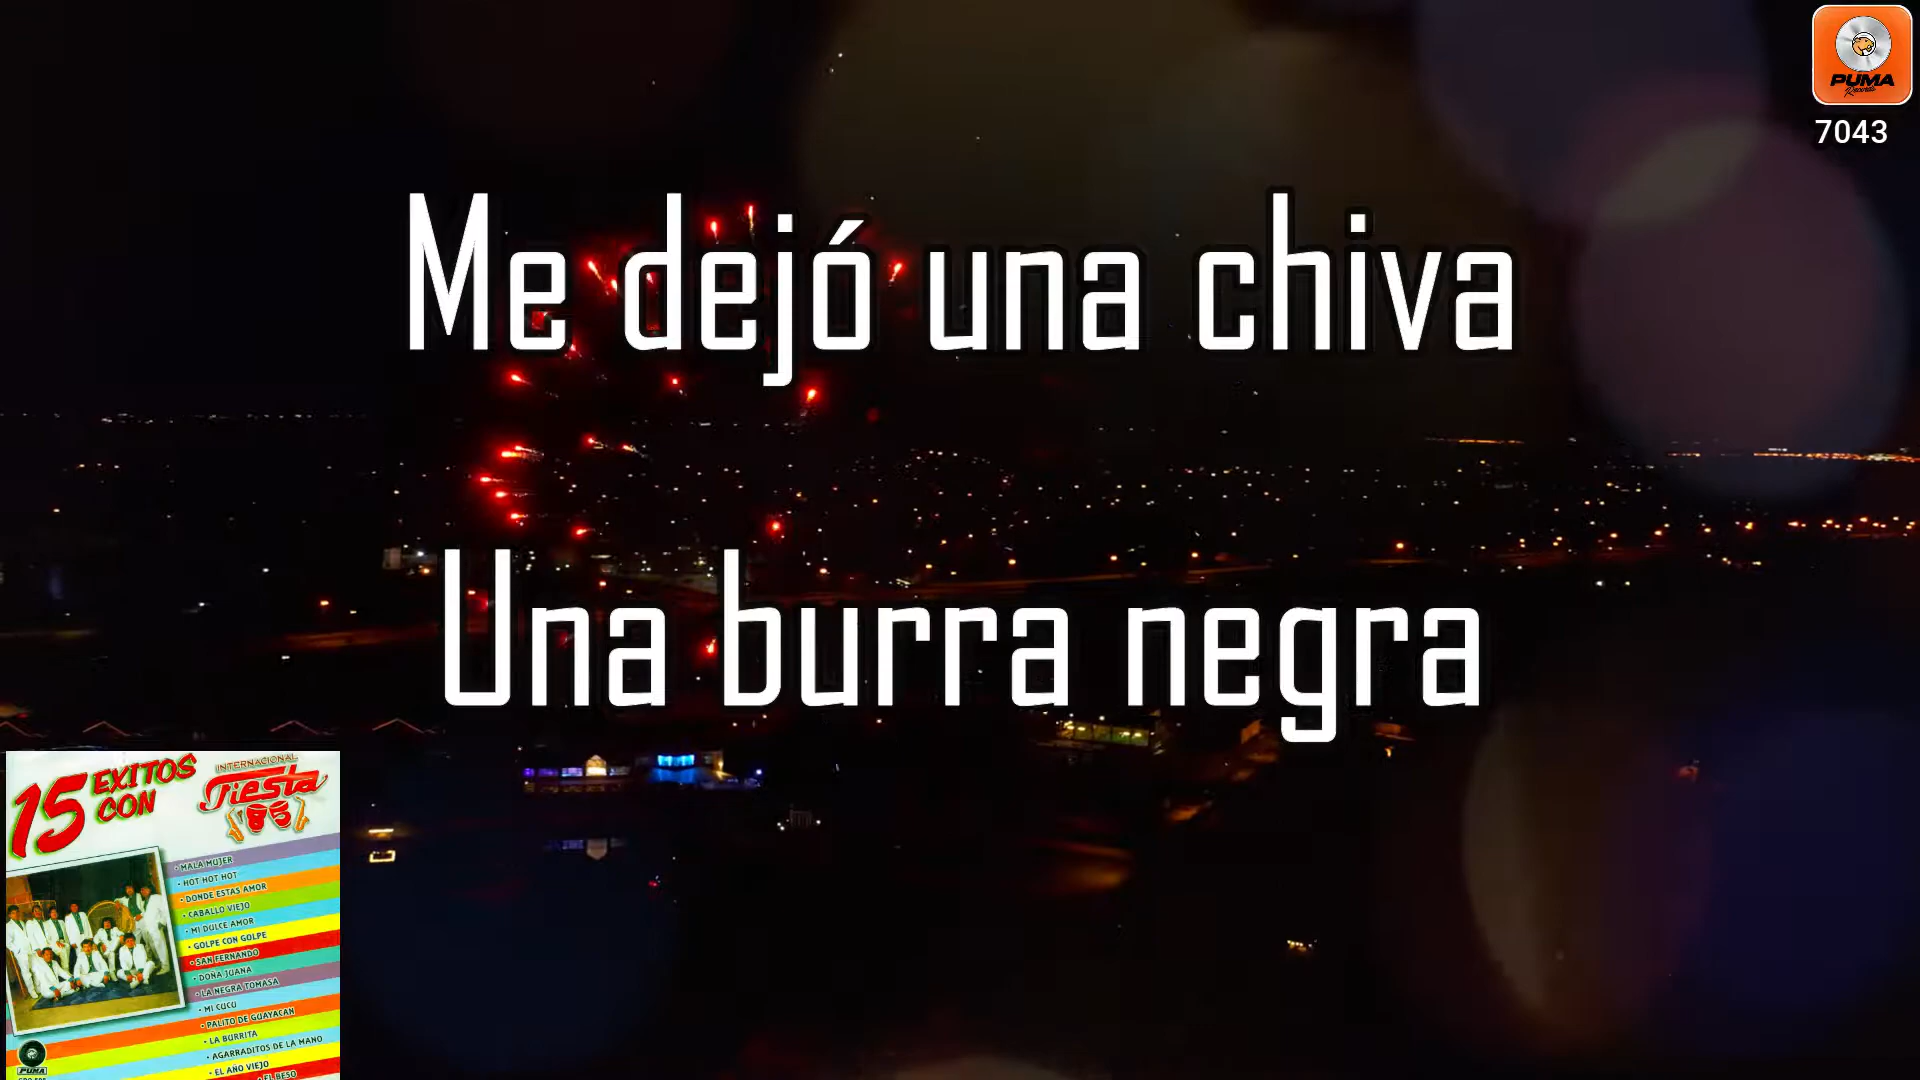 PUMA
Records
7043
Me dejó una chiva
Una burra negra
15 EXITOS
CON
INTERNACIONAL
Fiesta
85
• MALA MUJER
• HOT HOT HOT
• DONDE ESTAS AMOR
• CABALLO VIEJO
• MI DULCE AMOR
• GOLPE CON GOLPE
• SAN FERNANDO
• DOÑA JUANA
• LA NEGRA TOMASA
• MI CUCU
• PALITO DE GUAYACAN
• LA BURRITA
• AGARRADITOS DE LA MANO
• EL AÑO VIEJO
• EL BESO
PUMA